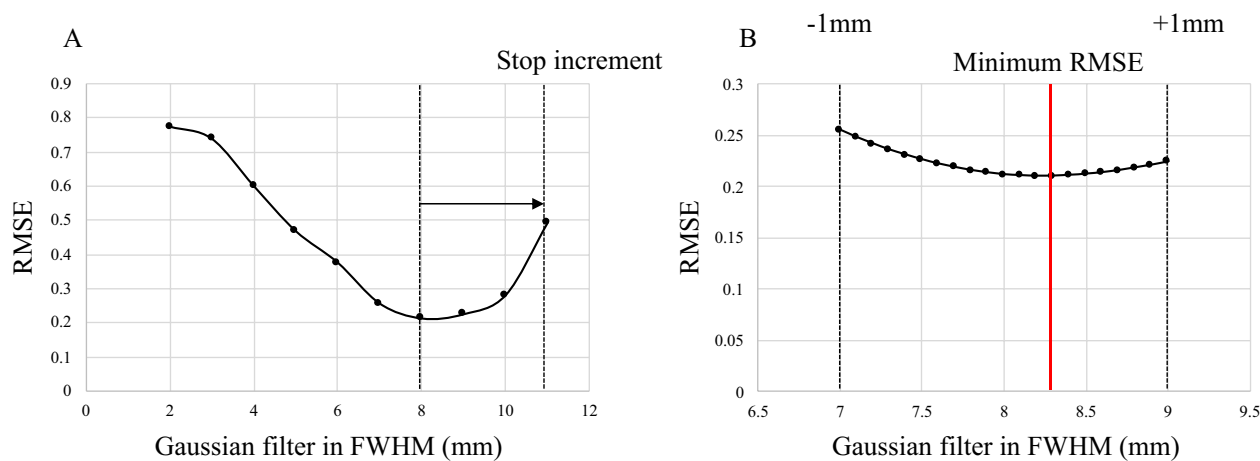 A
Stop increment
0.9
0.8
0.7
0.6
0.5
0.4
0.3
0.2
0.1
0
RMSE
0 2 4 6 8 10 12
Gaussian filter in FWHM (mm)
B
-1mm +1mm
Minimum RMSE
0.3
0.25
0.2
0.15
0.1
0.05
0
RMSE
6.5 7 7.5 8 8.5 9 9.5
Gaussian filter in FWHM (mm)